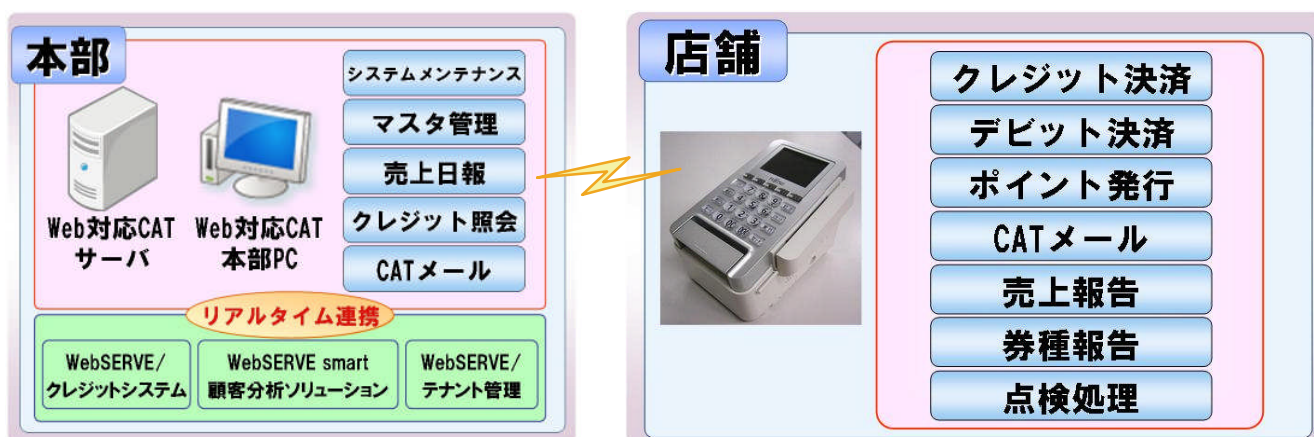 本部
システムメンテナンス
マスタ管理
売上日報
クレジット照会
CATメール
Web対応CAT
サーバ
Web対応CAT
本部PC
リアルタイム連携
WebSERVE/
クレジットシステム
WebSERVE smart
顧客分析ソリューション
WebSERVE/
テナント管理
店舗
クレジット決済
デビット決済
ポイント発行
CATメール
売上報告
券種報告
点検処理